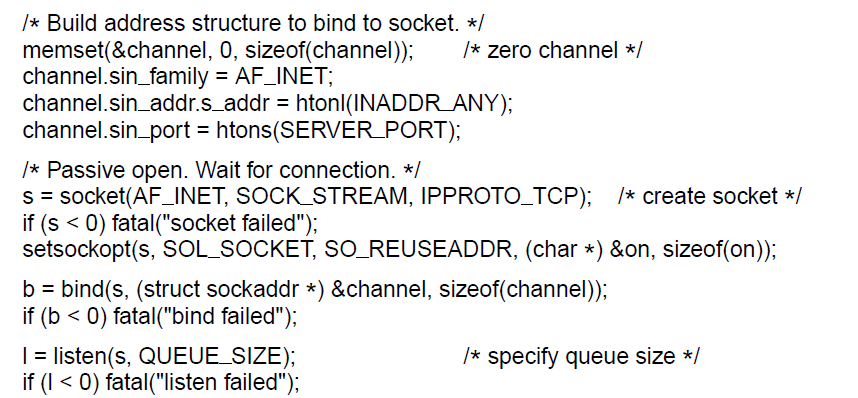 /* Build address structure to bind to socket. */
memset(&channel, 0, sizeof(channel)); /* zero channel */
channel.sin_family = AF_INET;
channel.sin_addr.s_addr = htonl(INADDR_ANY);
channel.sin_port = htons(SERVER_PORT);
/* Passive open. Wait for connection. */
s = socket(AF_INET, SOCK_STREAM, IPPROTO_TCP); /* create socket */
if (s < 0) fatal("socket failed");
setsockopt(s, SOL_SOCKET, SO_REUSEADDR, (char *) &on, sizeof(on));
b = bind(s, (struct sockaddr *) &channel, sizeof(channel));
if (b < 0) fatal("bind failed");
l = listen(s, QUEUE_SIZE); /* specify queue size */
if (l < 0) fatal("listen failed");